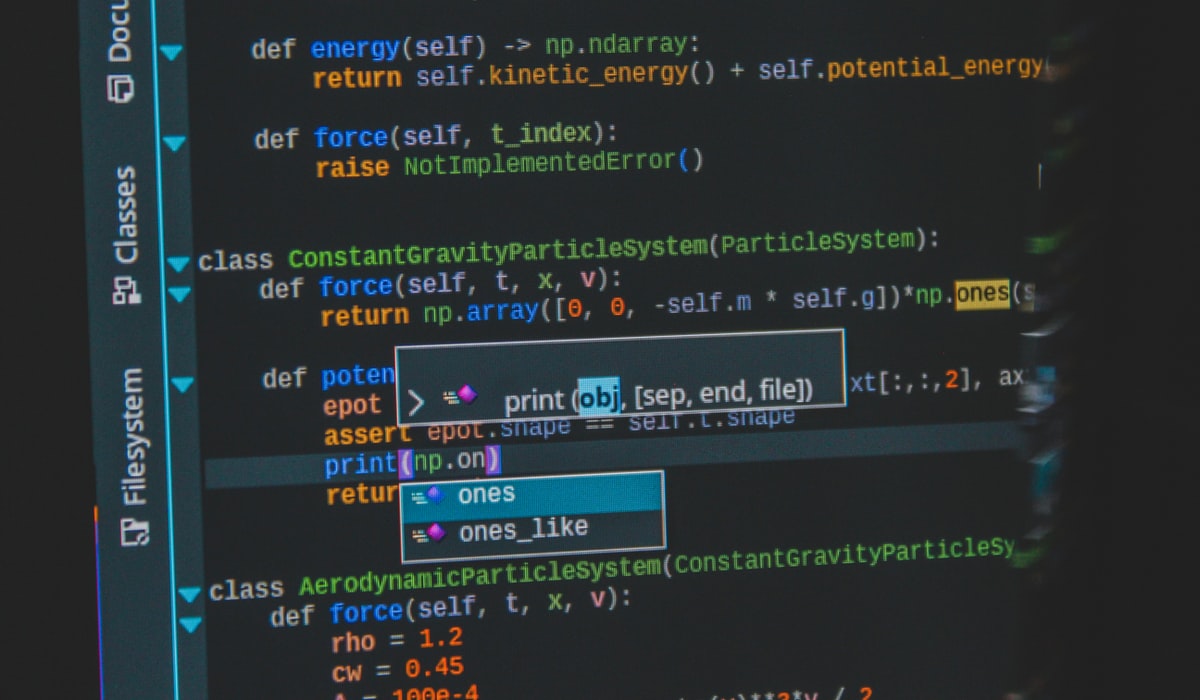 Docu
Classes
Filesystem
def energy(self) -> np.ndarray:
return self.kinetic_energy() + self.potential_energy(
def force(self, t_index):
raise NotImplementedError()
class ConstantGravityParticleSystem(ParticleSystem):
def force(self, t, x, v):
return np.array([0, 0, -self.m * self.g])*np.ones(s
def poten
xt[:,:,2], ax
epot
print (obj, [sep, end, file])
assert epot.shape == self.t.shape
print(np.on)
retur
ones
ones_like
class AerodynamicParticleSystem(ConstantGravityParticleSy
def force(self, t, x, v):
rho = 1.2
cw = 0.45
A = 100e-4